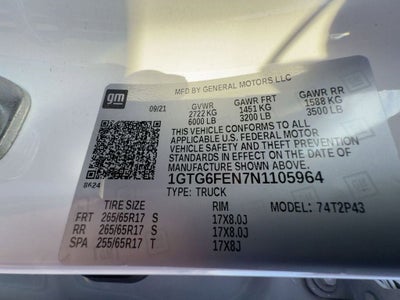 MFD BY GENERAL MOTORS LLC
gm
09/21 GVWR GAWR FRT GAWR RR
2722 KG 1451 KG 1588 KG
6000 LB 3200 LB 3500 LB
THIS VEHICLE CONFORMS TO ALL
APPLICABLE U.S. FEDERAL MOTOR
VEHICLE SAFETY AND THEFT PREVENTION
STANDARDS IN EFFECT ON THE DATE OF
MANUFACTURE SHOWN ABOVE.
1GTG6FEN7N1105964
TYPE: TRUCK
8K24
TIRE SIZE RIM MODEL: 74T2P43
FRT 265/65R17 S 17X8.0J
RR 265/65R17 S 17X8.0J
SPA 255/65R17 T 17X8J